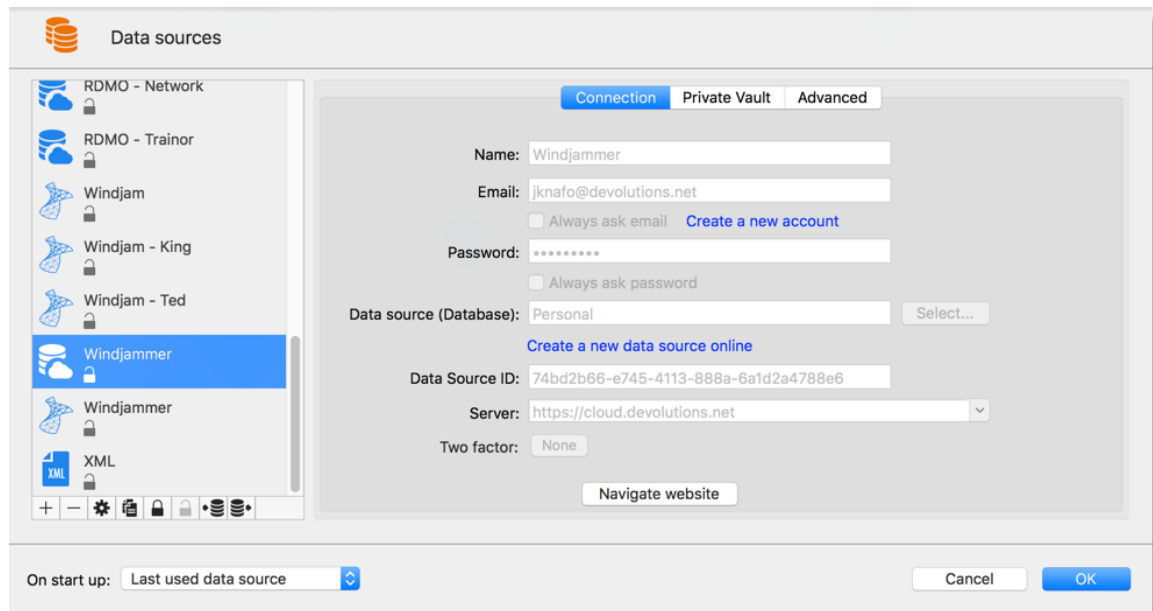 Data sources
RDMO - Network
RDMO - Trainor
Windjam
Windjam - King
Windjam - Ted
Windjammer
Windjammer
XML
XML
Connection Private Vault Advanced
Name: Windjammer
Email: jknafo@devolutions.net
Always ask email Create a new account
Password: •••••••••
Always ask password
Data source (Database): Personal Select...
Create a new data source online
Data Source ID: 74bd2b66-e745-4113-888a-6a1d2a4788e6
Server: https://cloud.devolutions.net
Two factor: None
Navigate website
On start up: Last used data source
Cancel OK